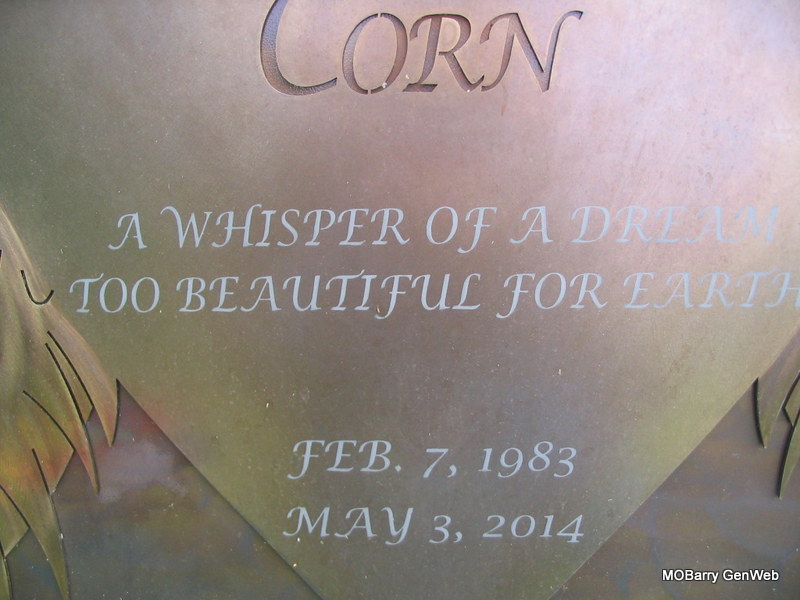 CORN
A WHISPER OF A DREAM
TOO BEAUTIFUL FOR EARTH
FEB. 7, 1983
MAY 3, 2014
MOBarry GenWeb